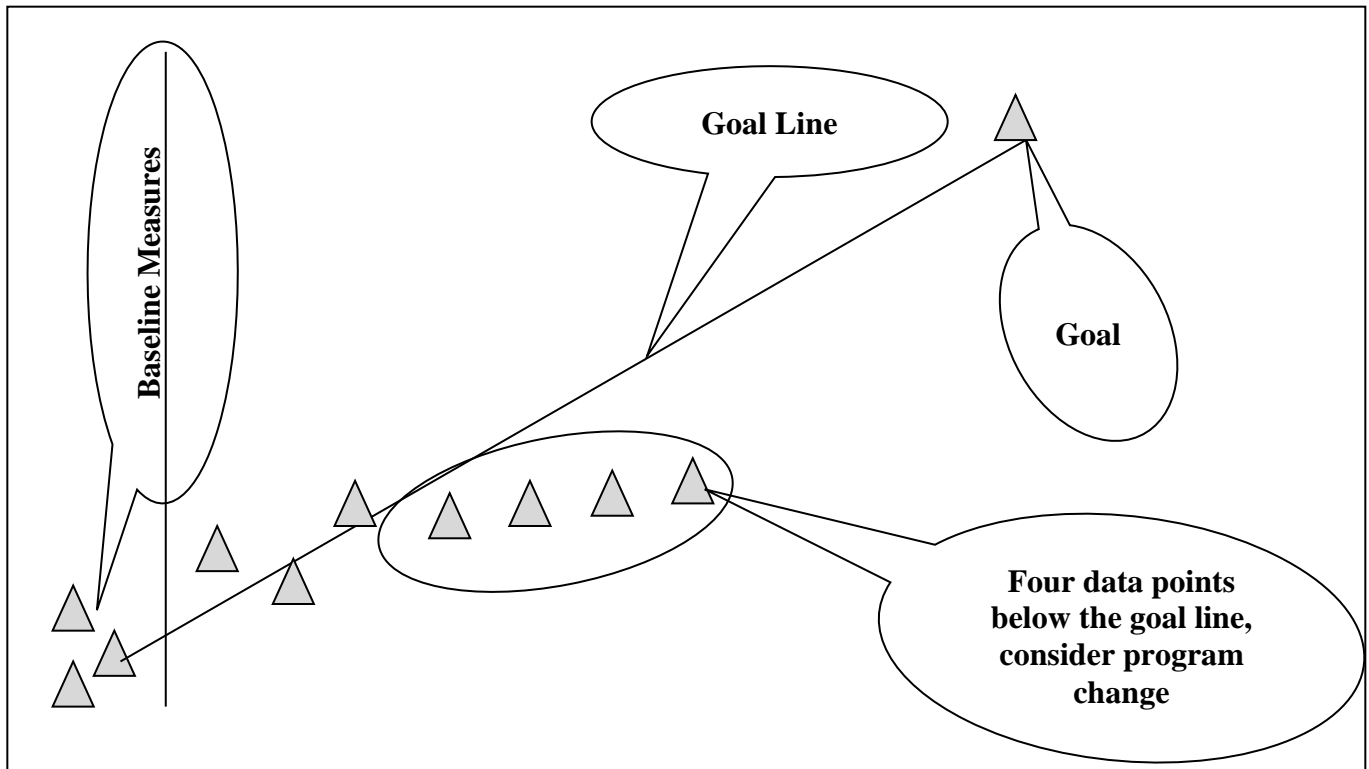 Baseline Measures
Goal Line
Goal
Four data points
below the goal line,
consider program
change